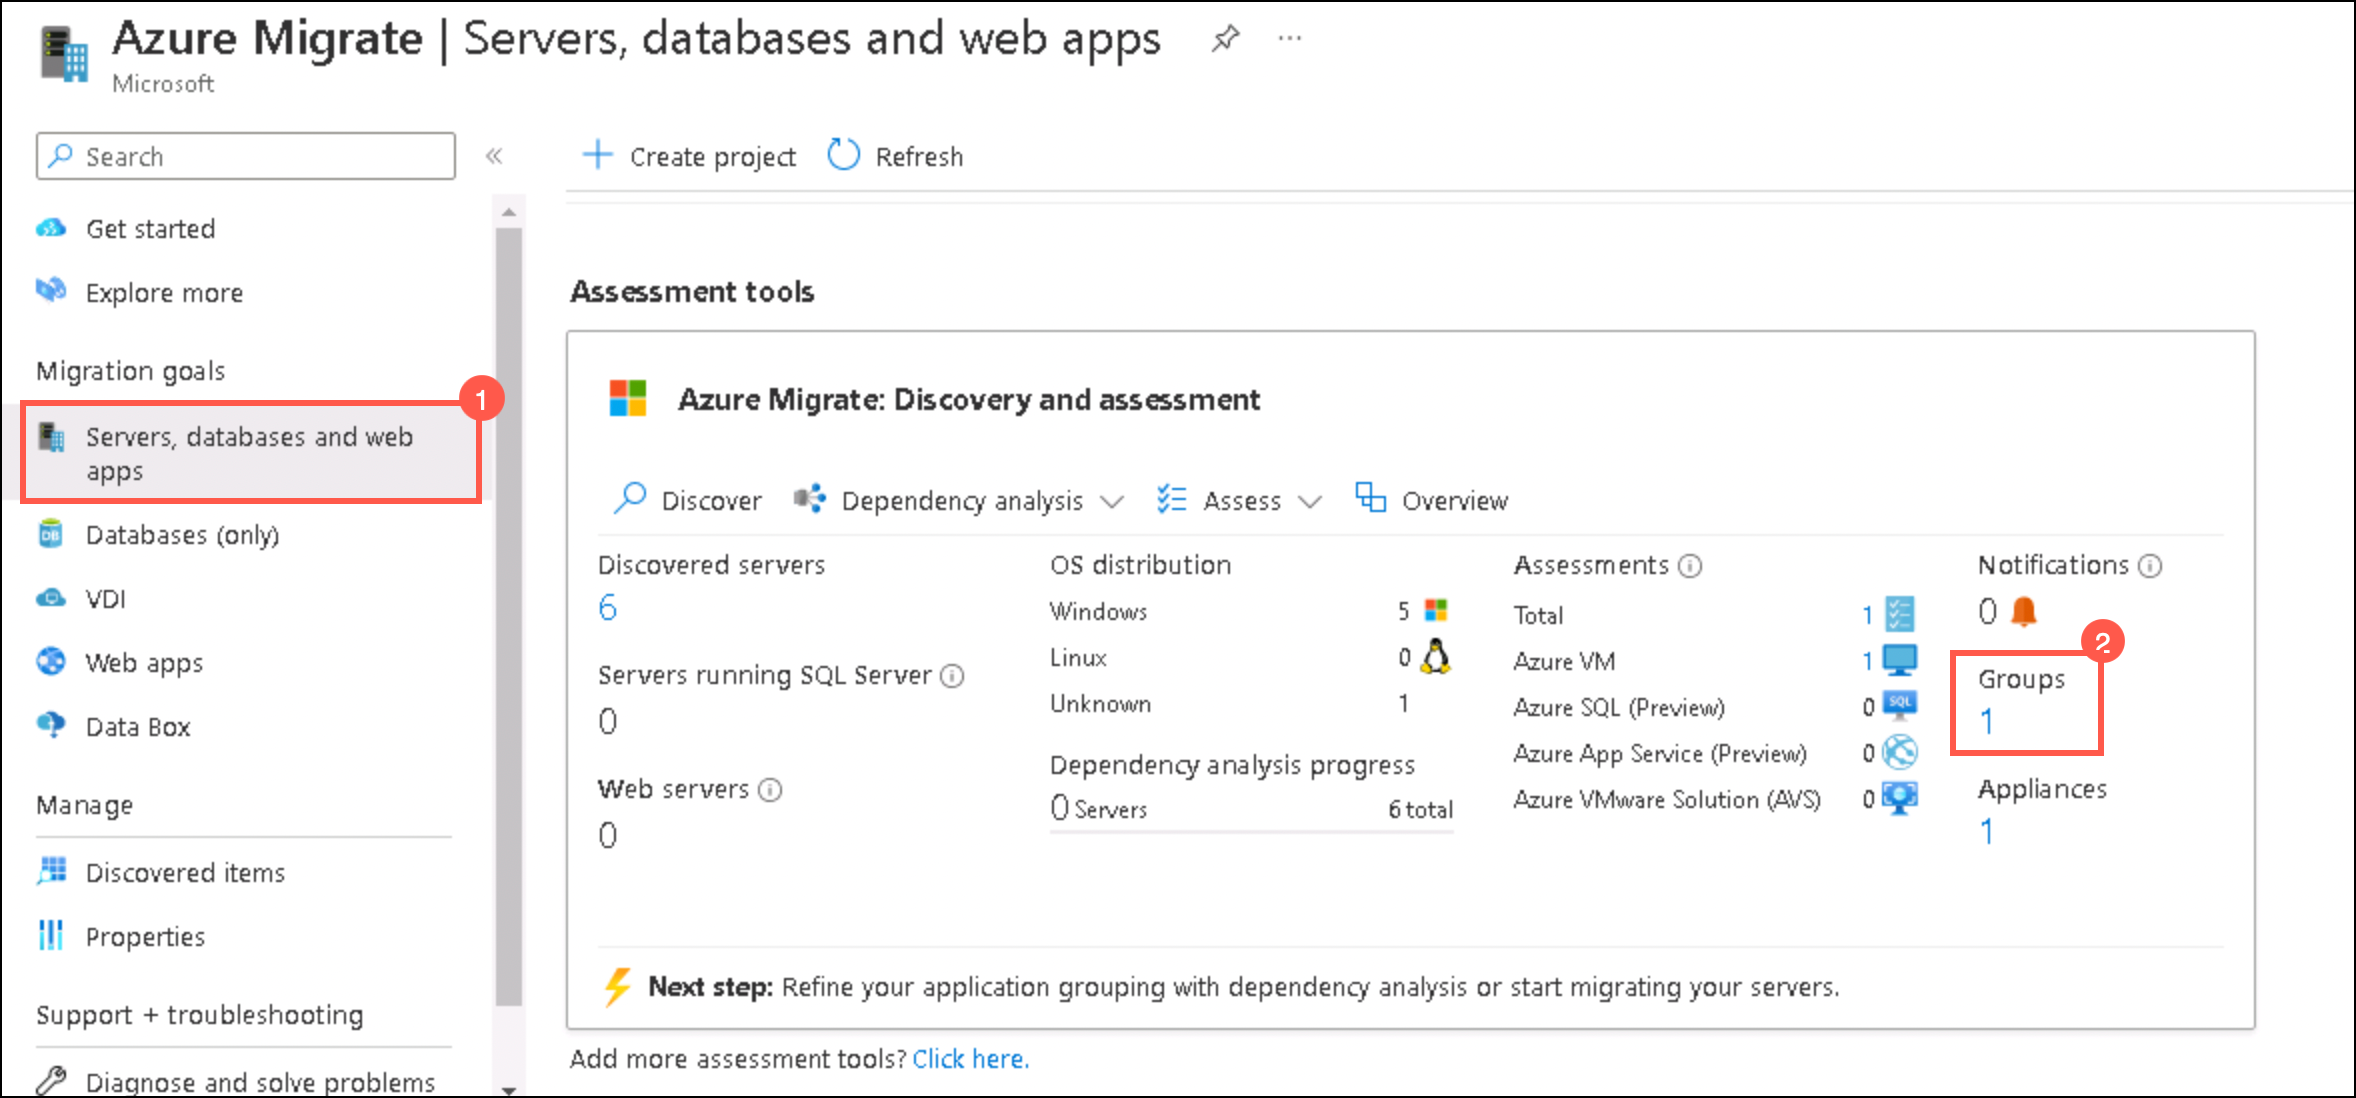 Azure Migrate | Servers, databases and web apps
Microsoft
Search
Create project
Refresh
Get started
Explore more
Migration goals
1
Servers, databases and web
apps
Databases (only)
VDI
Web apps
Data Box
Manage
Discovered items
Properties
Support + troubleshooting
Diagnose and solve problems
Assessment tools
Azure Migrate: Discovery and assessment
Discover
Dependency analysis
Assess
Overview
Discovered servers
6
Servers running SQL Server
0
Web servers
0
OS distribution
Windows 5
Linux 0
Unknown 1
Dependency analysis progress
0 Servers 6 total
Assessments
Total 1
Azure VM 1
Azure SQL (Preview) 0 SQL
Azure App Service (Preview) 0
Azure VMware Solution (AVS) 0
Notifications
0
2
Groups
1
Appliances
1
Next step: Refine your application grouping with dependency analysis or start migrating your servers.
Add more assessment tools? Click here.